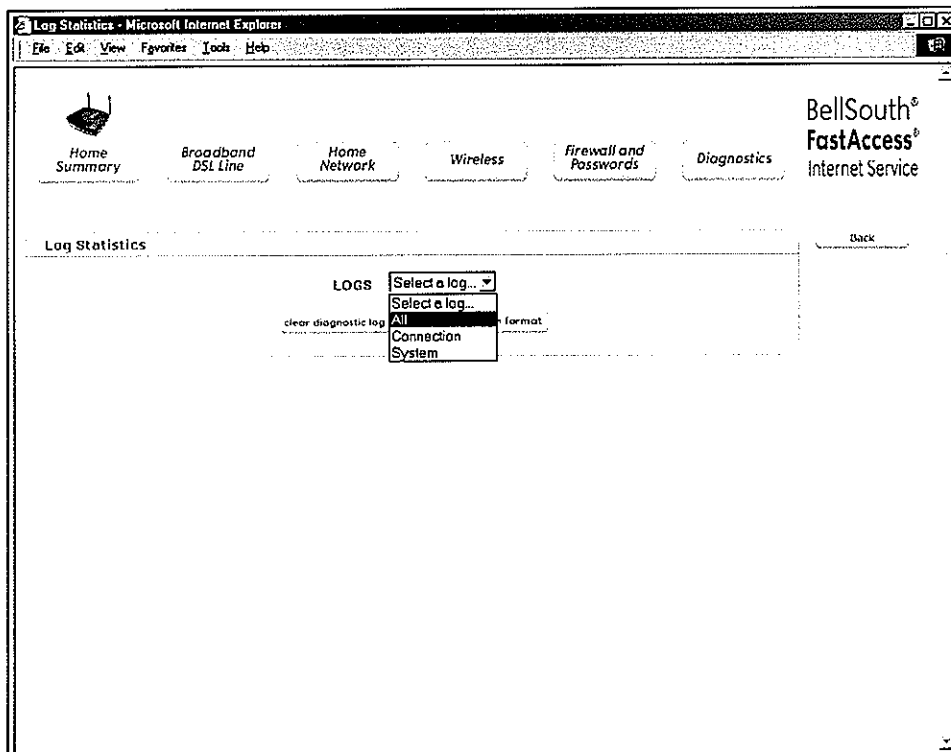 Log Statistics - Microsoft Internet Explorer
File Edit View Favorites Tools Help
Home Summary
Broadband DSL Line
Home Network
Wireless
Firewall and Passwords
Diagnostics
BellSouth®
FastAccess®
Internet Service
Log Statistics
Back
LOGS Select a log...
Select a log...
clear diagnostic log All format
Connection
System